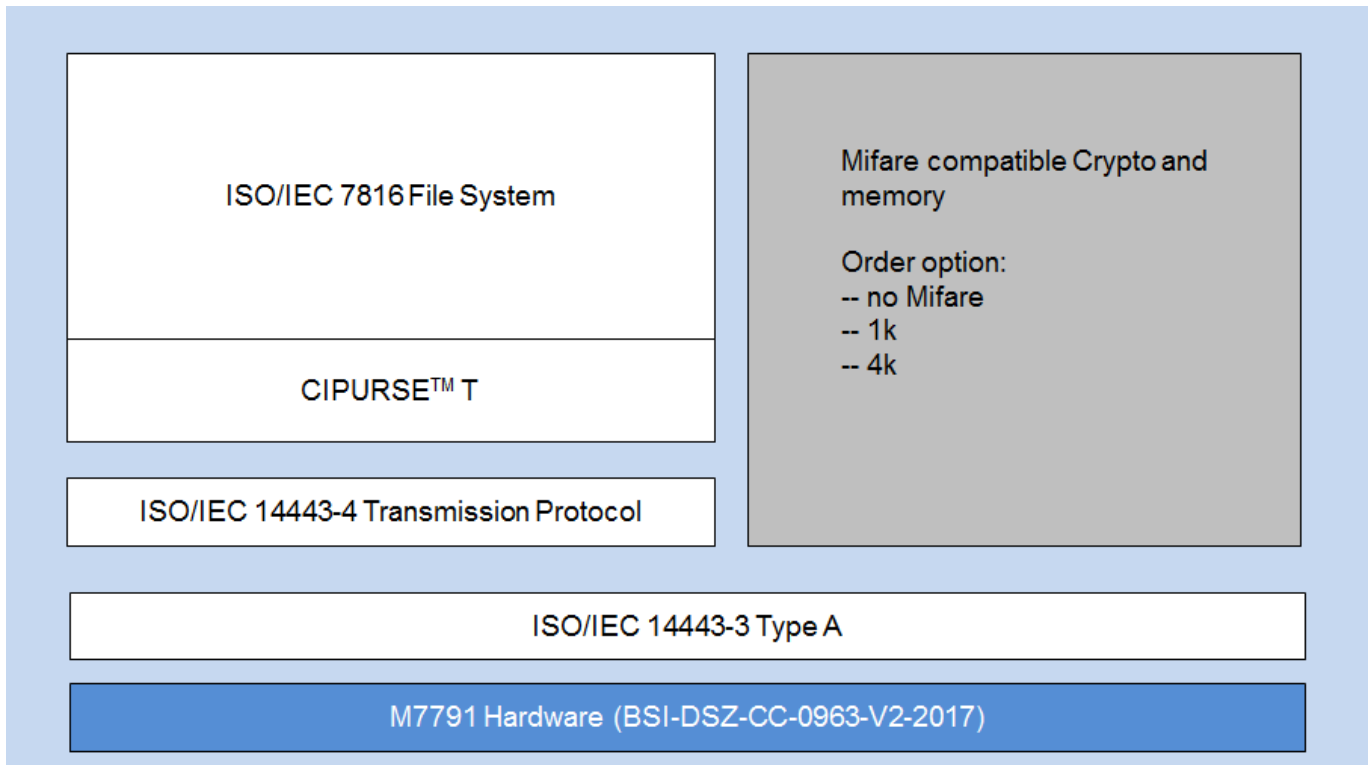 ISO/IEC 7816 File System
CIPURSE™ T
ISO/IEC 14443-4 Transmission Protocol
Mifare compatible Crypto and
memory
Order option:
-- no Mifare
-- 1k
-- 4k
ISO/IEC 14443-3 Type A
M7791 Hardware (BSI-DSZ-CC-0963-V2-2017)